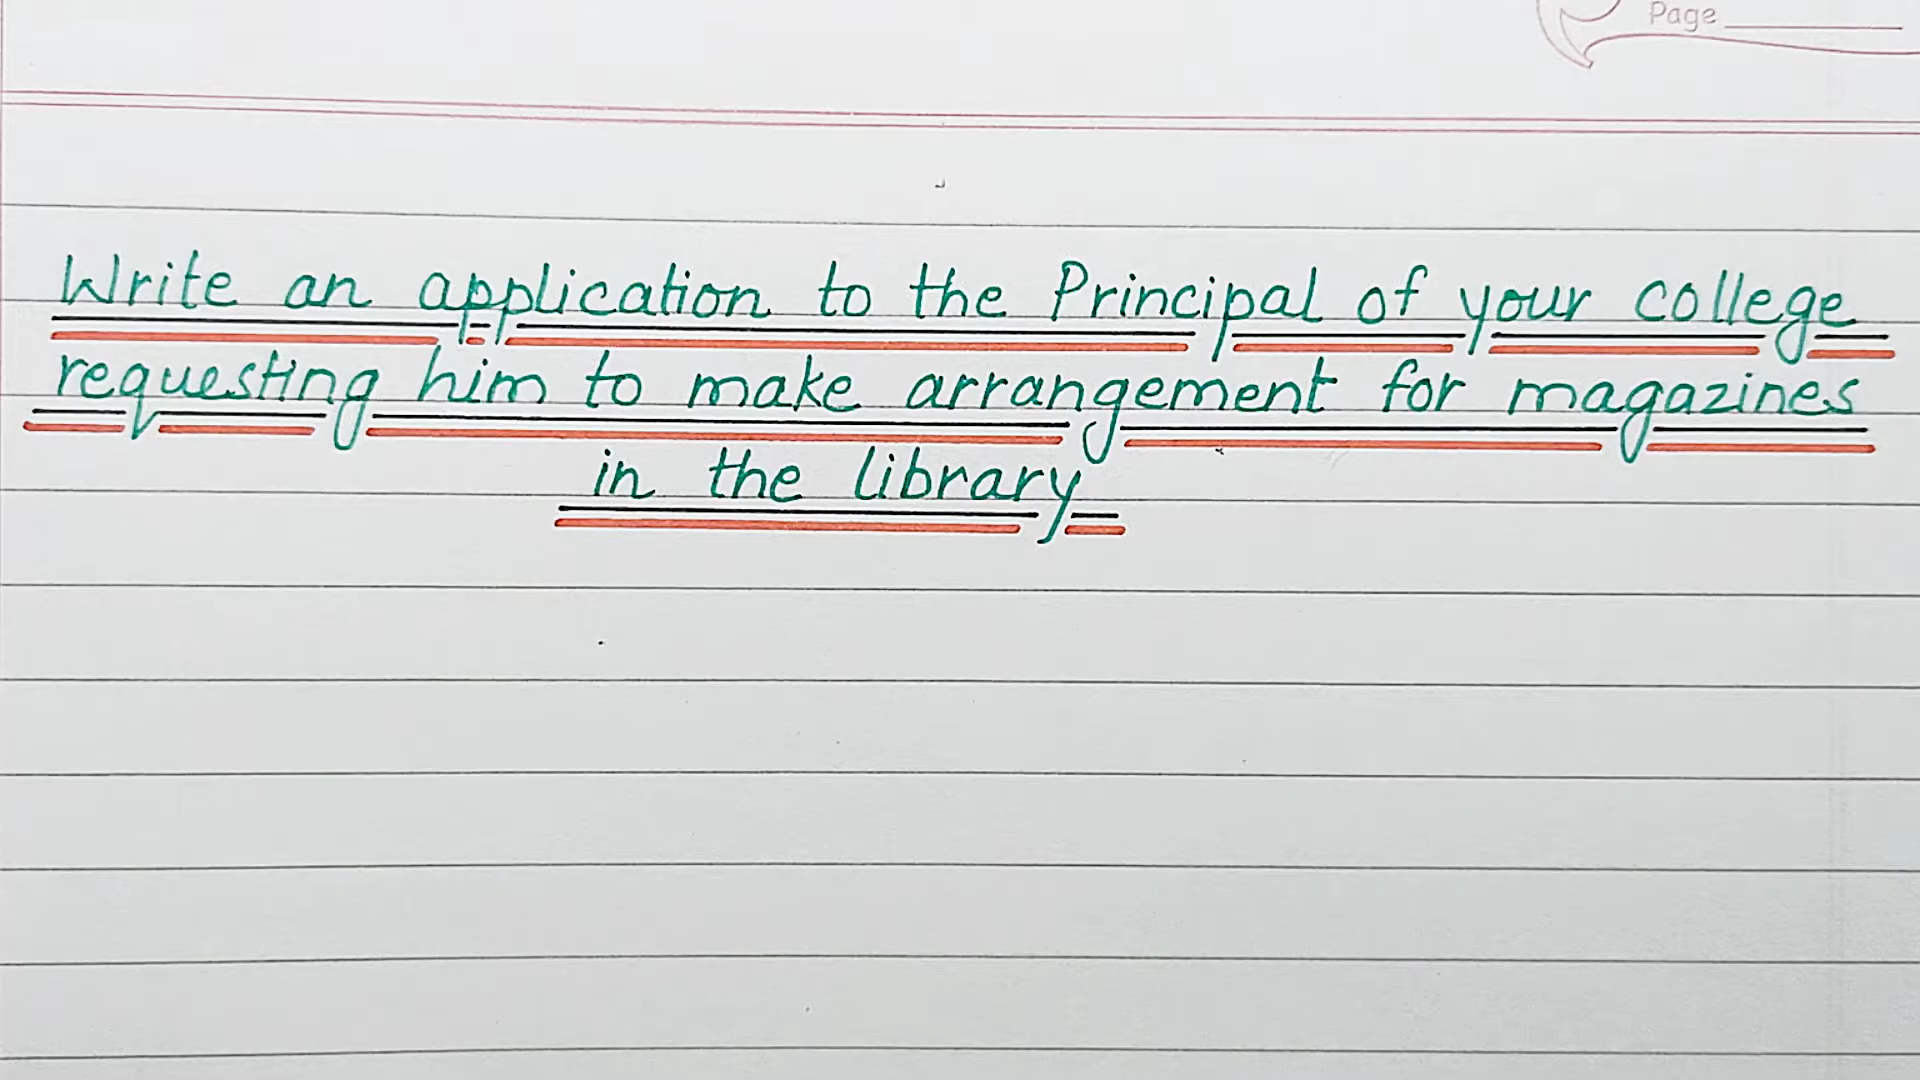 Page
Write an application to the Principal of your college
requesting him to make arrangement for magazines
in the library